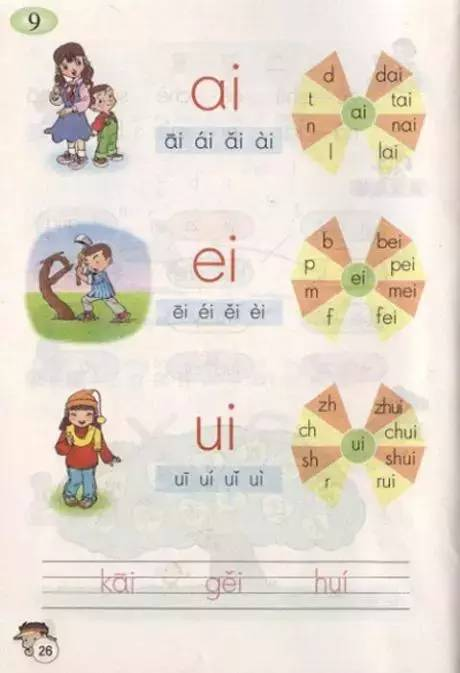 9
ai
āi ái ǎi ài
d dai
t tai
n nai
l lai
ai
ei
ēi éi ěi èi
b bei
p pei
m mei
f fei
ei
ui
uī uí uǐ uì
zh zhui
ch chui
sh shui
r rui
ui
kāi gěi huí
26